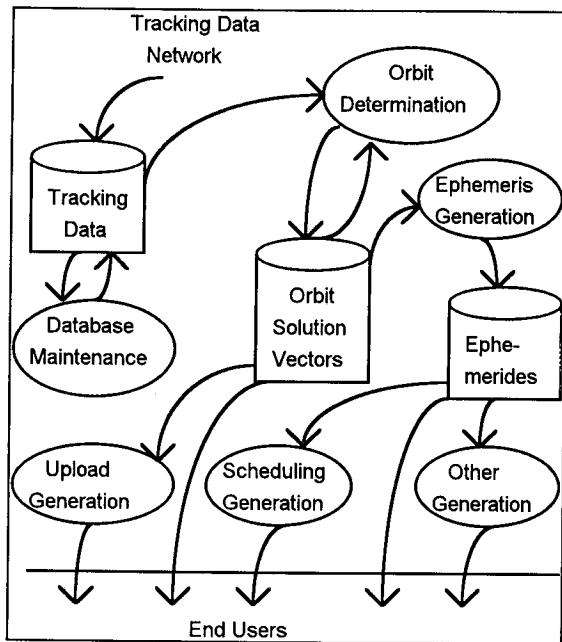 Tracking Data
Network
Orbit
Determination
Tracking
Data
Ephemeris
Generation
Database
Maintenance
Orbit
Solution
Vectors
Ephe-
merides
Upload
Generation
Scheduling
Generation
Other
Generation
End Users